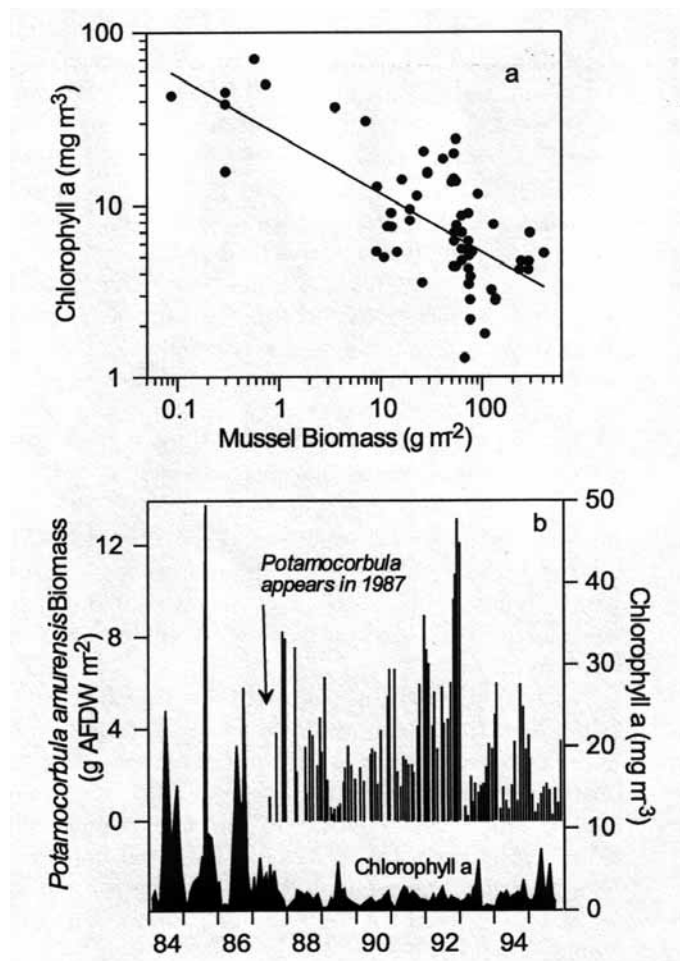 100
a
Chlorophyll a (mg m³)
10
1
0.1 1 10 100
Mussel Biomass (g m⁻²)
Potamocorbula amurensis Biomass
(g AFDW m⁻²)
b
50
12
Potamocorbula
appears in 1987
40
8
30
4
20
0
10
Chlorophyll a
0
Chlorophyll a (mg m³)
84 86 88 90 92 94